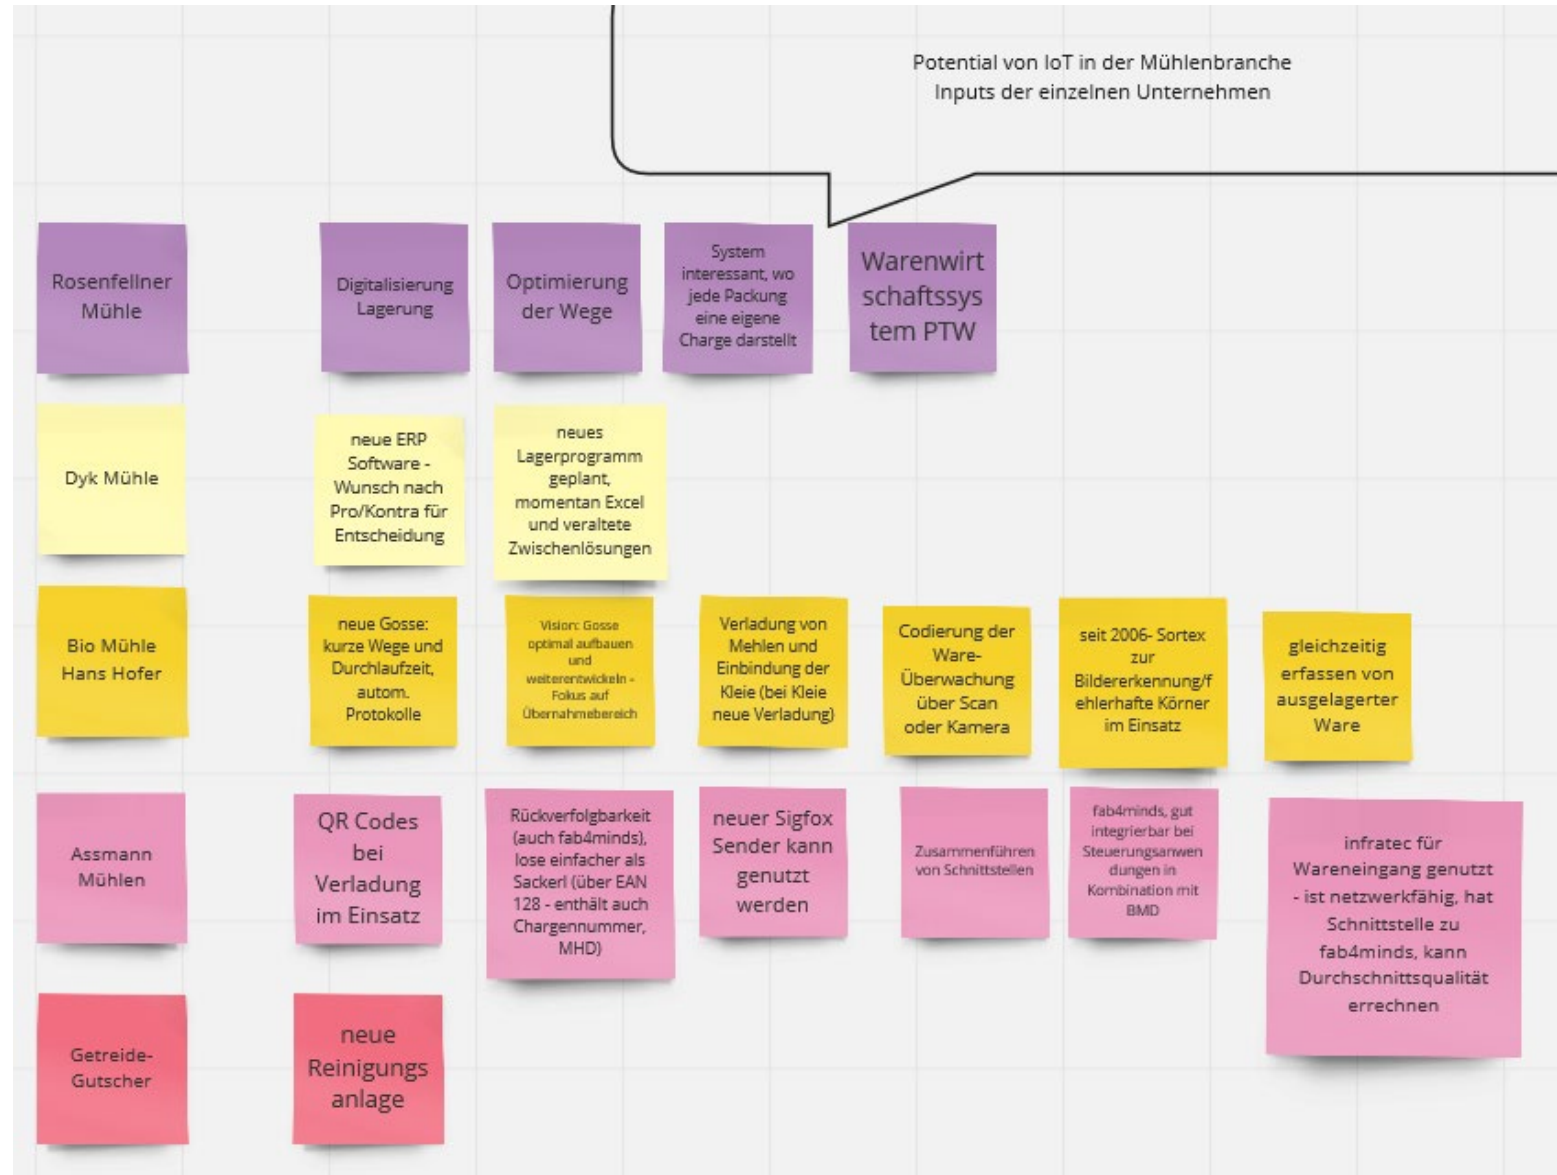 Potential von IoT in der Mühlenbranche
Inputs der einzelnen Unternehmen
Rosenfellner
Mühle
Digitalisierung
Lagerung
Optimierung
der Wege
System
interessant, wo
jede Packung
eine eigene
Charge darstellt
Warenwirt
schaftssys
tem PTW
Dyk Mühle
neue ERP
Software -
Wunsch nach
Pro/Kontra für
Entscheidung
neues
Lagerprogramm
geplant,
momentan Excel
und veraltete
Zwischenlösungen
Bio Mühle
Hans Hofer
neue Gosse:
kurze Wege und
Durchlaufzeit,
autom.
Protokolle
Vision: Gosse
optimal aufbauen
und
weiterentwickeln -
Fokus auf
Übernahmebereich
Verladung von
Mehlen und
Einbindung der
Kleie (bei Kleie
neue Verladung)
Codierung der
Ware-
Überwachung
über Scan
oder Kamera
seit 2006- Sortex
zur
Bildererkennung/f
ehlerhafte Körner
im Einsatz
gleichzeitig
erfassen von
ausgelagerter
Ware
Assmann
Mühlen
QR Codes
bei
Verladung
im Einsatz
Rückverfolgbarkeit
(auch fab4minds),
lose einfacher als
Sackerl (über EAN
128 - enthält auch
Chargennummer,
MHD)
neuer Sigfox
Sender kann
genutzt
werden
Zusammenführen
von Schnittstellen
fab4minds, gut
integrierbar bei
Steuerungsanwen
dungen in
Kombination mit
BMD
infratec für
Wareneingang genutzt
- ist netzwerkfähig, hat
Schnittstelle zu
fab4minds, kann
Durchschnittsqualität
errechnen
Getreide-
Gutscher
neue
Reinigungs
anlage